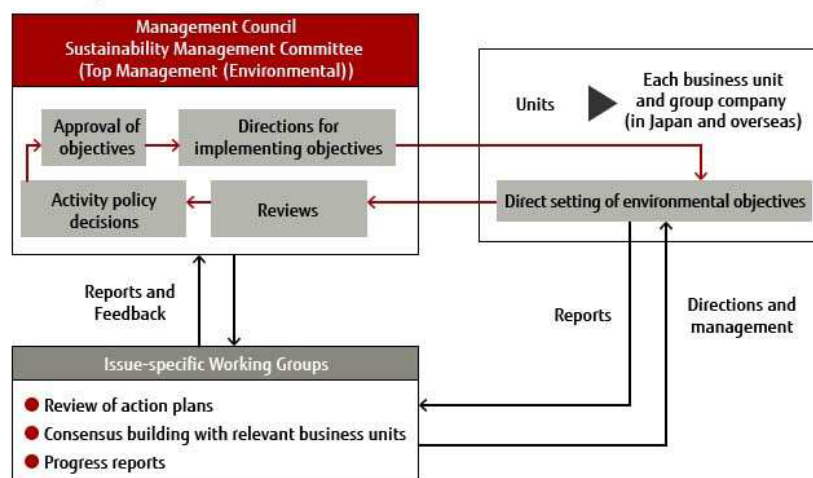 Management Council
Sustainability Management Committee
(Top Management (Environmental))
Approval of
objectives
Directions for
implementing objectives
Activity policy
decisions
Reviews
Units
Each business unit
and group company
(in Japan and overseas)
Direct setting of environmental objectives
Reports and
Feedback
Reports
Directions and
management
Issue-specific Working Groups
Review of action plans
Consensus building with relevant business units
Progress reports